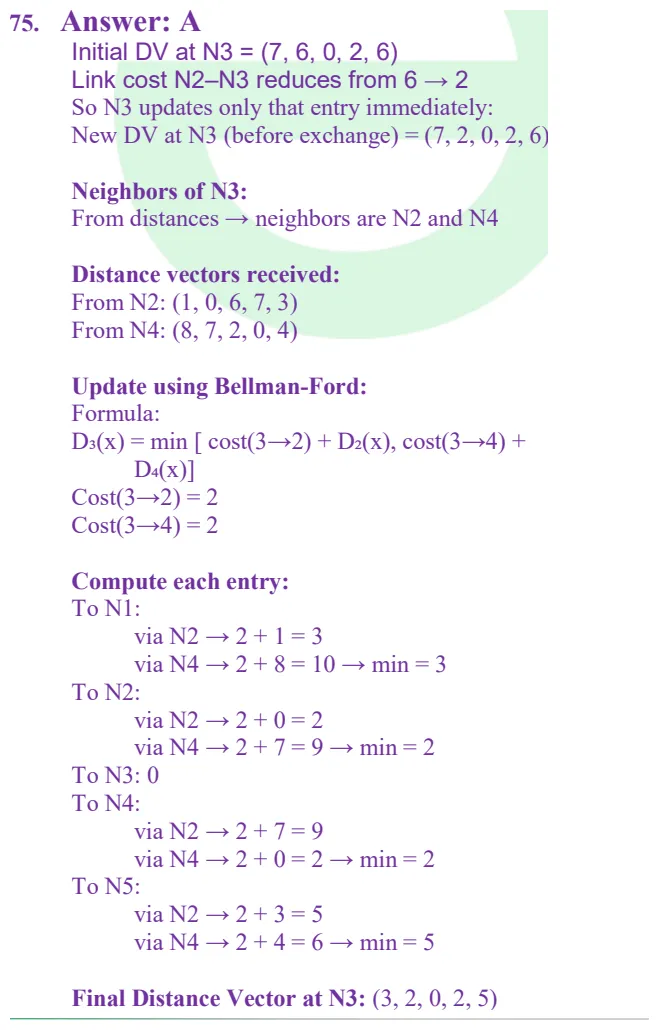 75. Answer: A
Initial DV at N3 = (7, 6, 0, 2, 6)
Link cost N2–N3 reduces from 6 → 2
So N3 updates only that entry immediately:
New DV at N3 (before exchange) = (7, 2, 0, 2, 6)
Neighbors of N3:
From distances → neighbors are N2 and N4
Distance vectors received:
From N2: (1, 0, 6, 7, 3)
From N4: (8, 7, 2, 0, 4)
Update using Bellman-Ford:
Formula:
D₃(x) = min [ cost(3→2) + D₂(x), cost(3→4) +
D₄(x)]
Cost(3→2) = 2
Cost(3→4) = 2
Compute each entry:
To N1:
via N2 → 2 + 1 = 3
via N4 → 2 + 8 = 10 → min = 3
To N2:
via N2 → 2 + 0 = 2
via N4 → 2 + 7 = 9 → min = 2
To N3: 0
To N4:
via N2 → 2 + 7 = 9
via N4 → 2 + 0 = 2 → min = 2
To N5:
via N2 → 2 + 3 = 5
via N4 → 2 + 4 = 6 → min = 5
Final Distance Vector at N3: (3, 2, 0, 2, 5)